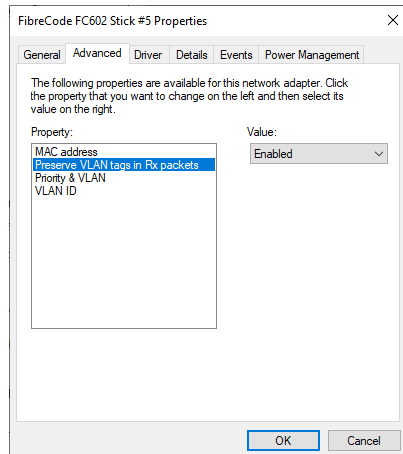 FibreCode FC602 Stick #5 Properties
General Advanced Driver Details Events Power Management
The following properties are available for this network adapter. Click
the property that you want to change on the left and then select its
value on the right.
Property:
Value:
MAC address
Preserve VLAN tags in Rx packets
Priority & VLAN
VLAN ID
Enabled
OK
Cancel